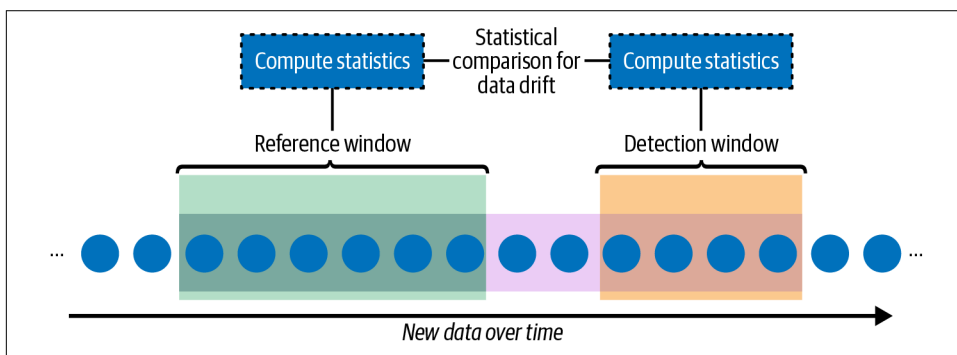 Compute statistics
Statistical
comparison for
data drift
Compute statistics
Reference window
Detection window
...
...
New data over time